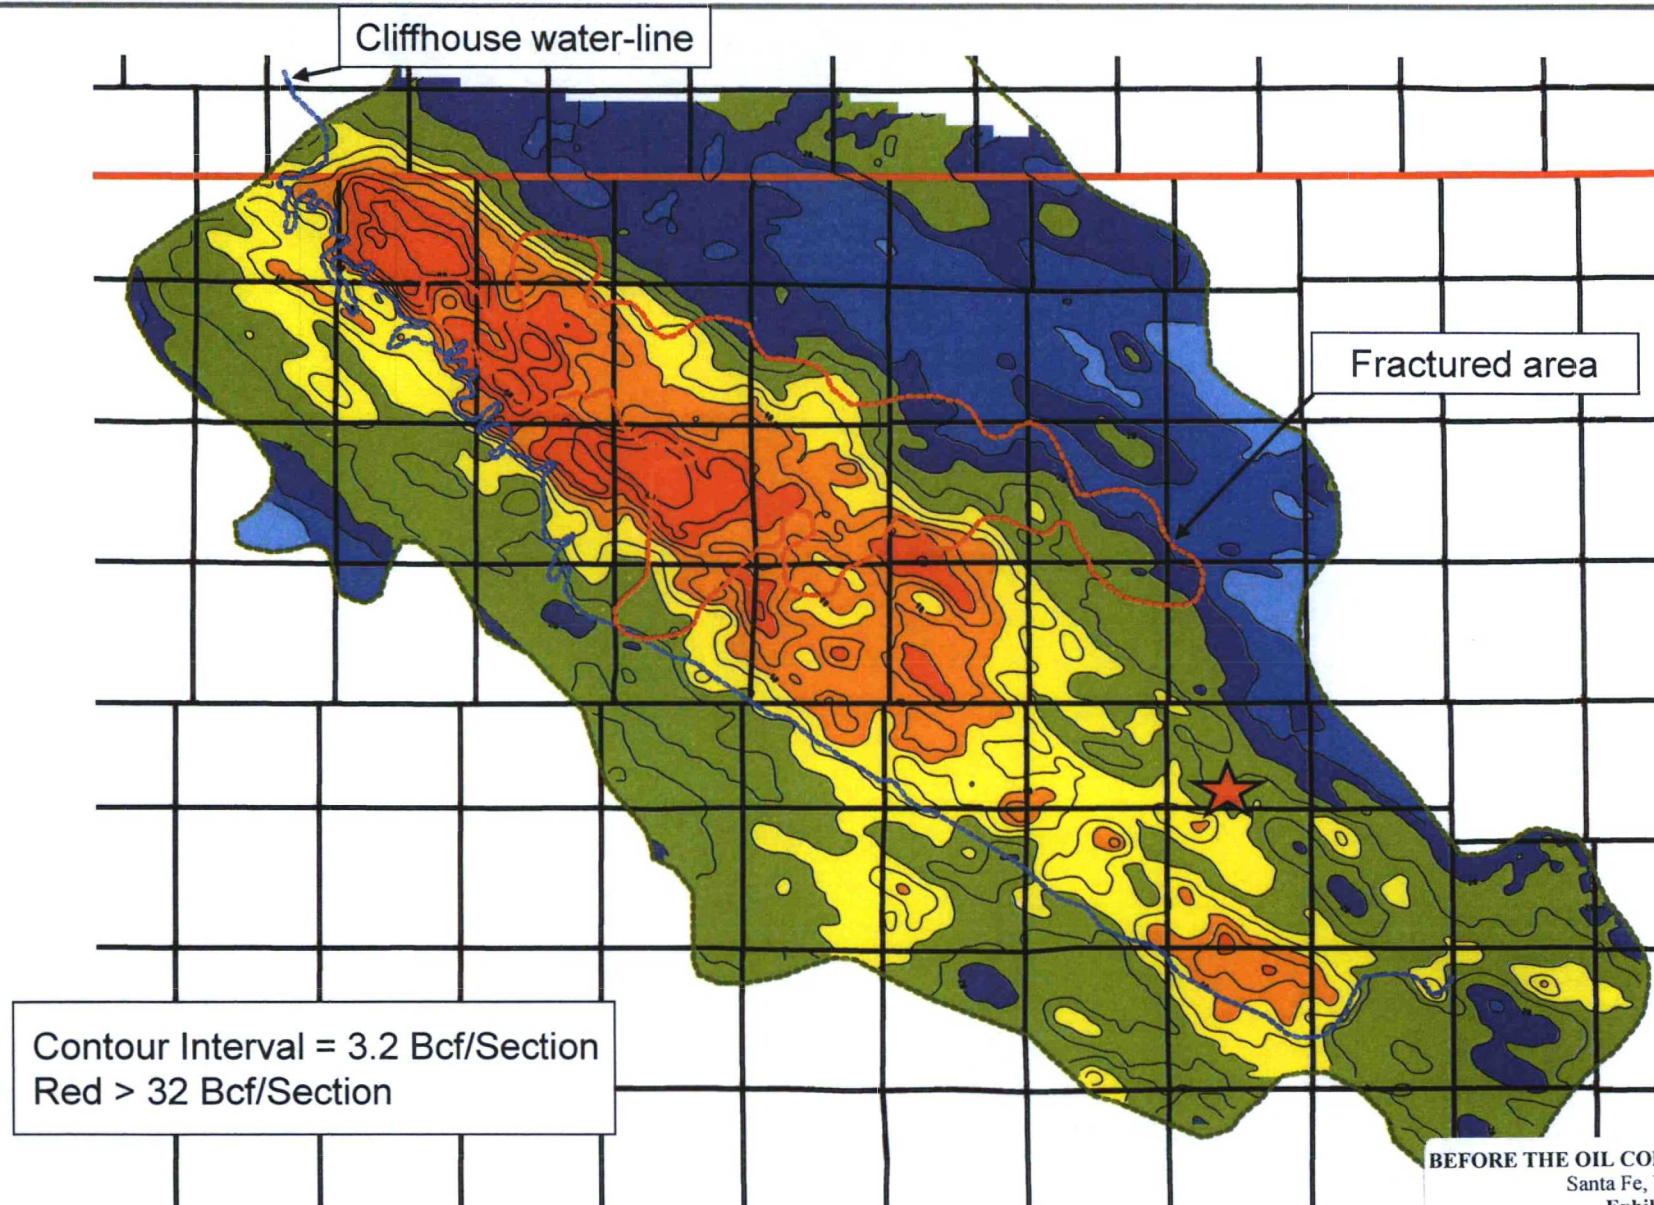 Cliffhouse water-line
Fractured area
Contour Interval = 3.2 Bcf/Section
Red > 32 Bcf/Section
BEFORE THE OIL
Santa Fe,